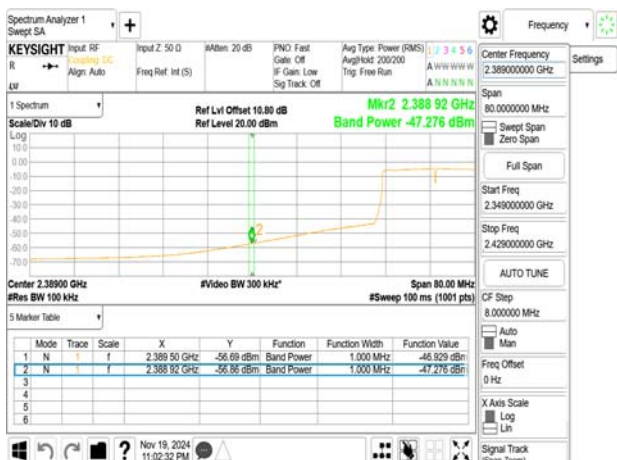 Spectrum Analyzer 1
Swept SA
+
Frequency
KEYSIGHT Input: RF Input Z: 50 Ω #Atten: 20 dB PNO: Fast Avg Type: Power (RMS) 1 2 3 4 5 6
R Coupling: DC Gate: Off Avg|Hold: 200/200 A W W W W W
Align: Auto Freq Ref: Int (S) IF Gain: Low Trig: Free Run
Sig Track: Off A N N N N N
1 Spectrum Ref Lvl Offset 10.80 dB Mkr2 2.388 92 GHz
Scale/Div 10 dB Ref Level 20.00 dBm Band Power -47.276 dBm
Log
10.0
0.00
-10.0
-20.0
-30.0
-40.0
-50.0
-60.0
-70.0
2
Center 2.38900 GHz #Video BW 300 kHz* Span 80.00 MHz
#Res BW 100 kHz #Sweep 100 ms (1001 pts)
5 Marker Table
Mode Trace Scale X Y Function Function Width Function Value
1 N 1 f 2.389 50 GHz -56.69 dBm Band Power 1.000 MHz -46.929 dBm
2 N 1 f 2.388 92 GHz -56.86 dBm Band Power 1.000 MHz -47.276 dBm
3
4
5
6
?
Nov 19, 2024
11:02:32 PM
Center Frequency
2.389000000 GHz
Settings
Span
80.0000000 MHz
Swept Span
Zero Span
Full Span
Start Freq
2.349000000 GHz
Stop Freq
2.429000000 GHz
AUTO TUNE
CF Step
8.000000 MHz
Auto
Man
Freq Offset
0 Hz
X Axis Scale
Log
Lin
Signal Track